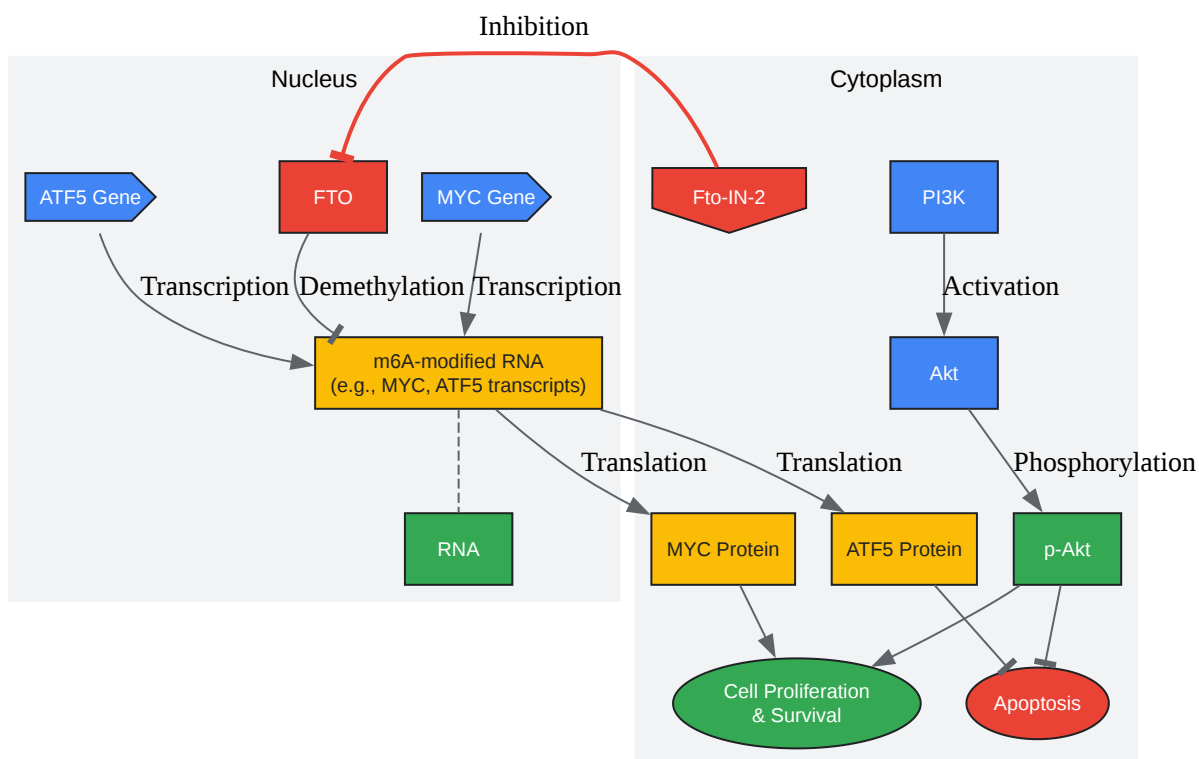 Inhibition
Nucleus
Cytoplasm
ATF5 Gene
FTO
MYC Gene
Fto-IN-2
PI3K
Transcription
Demethylation
Transcription
Activation
m6A-modified RNA
(e.g., MYC, ATF5 transcripts)
Akt
Translation
Translation
Phosphorylation
RNA
MYC Protein
ATF5 Protein
p-Akt
Cell Proliferation
& Survival
Apoptosis